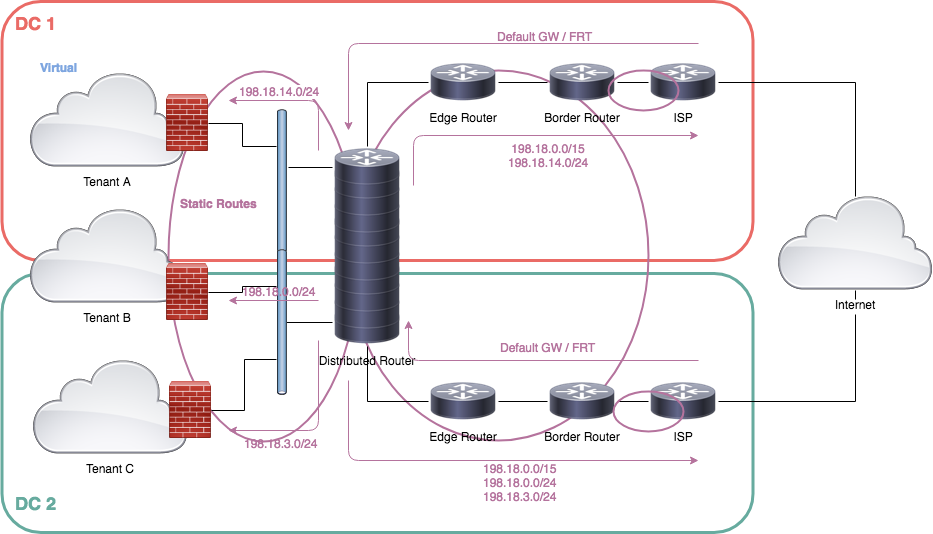 DC 1
Default GW / FRT
Virtual
198.18.14.0/24
Edge Router
Border Router
ISP
198.18.0.0/15
198.18.14.0/24
Tenant A
Static Routes
198.18.0.0/24
Internet
Tenant B
Default GW / FRT
Distributed Router
Edge Router
Border Router
ISP
198.18.3.0/24
Tenant C
198.18.0.0/15
198.18.0.0/24
198.18.3.0/24
DC 2